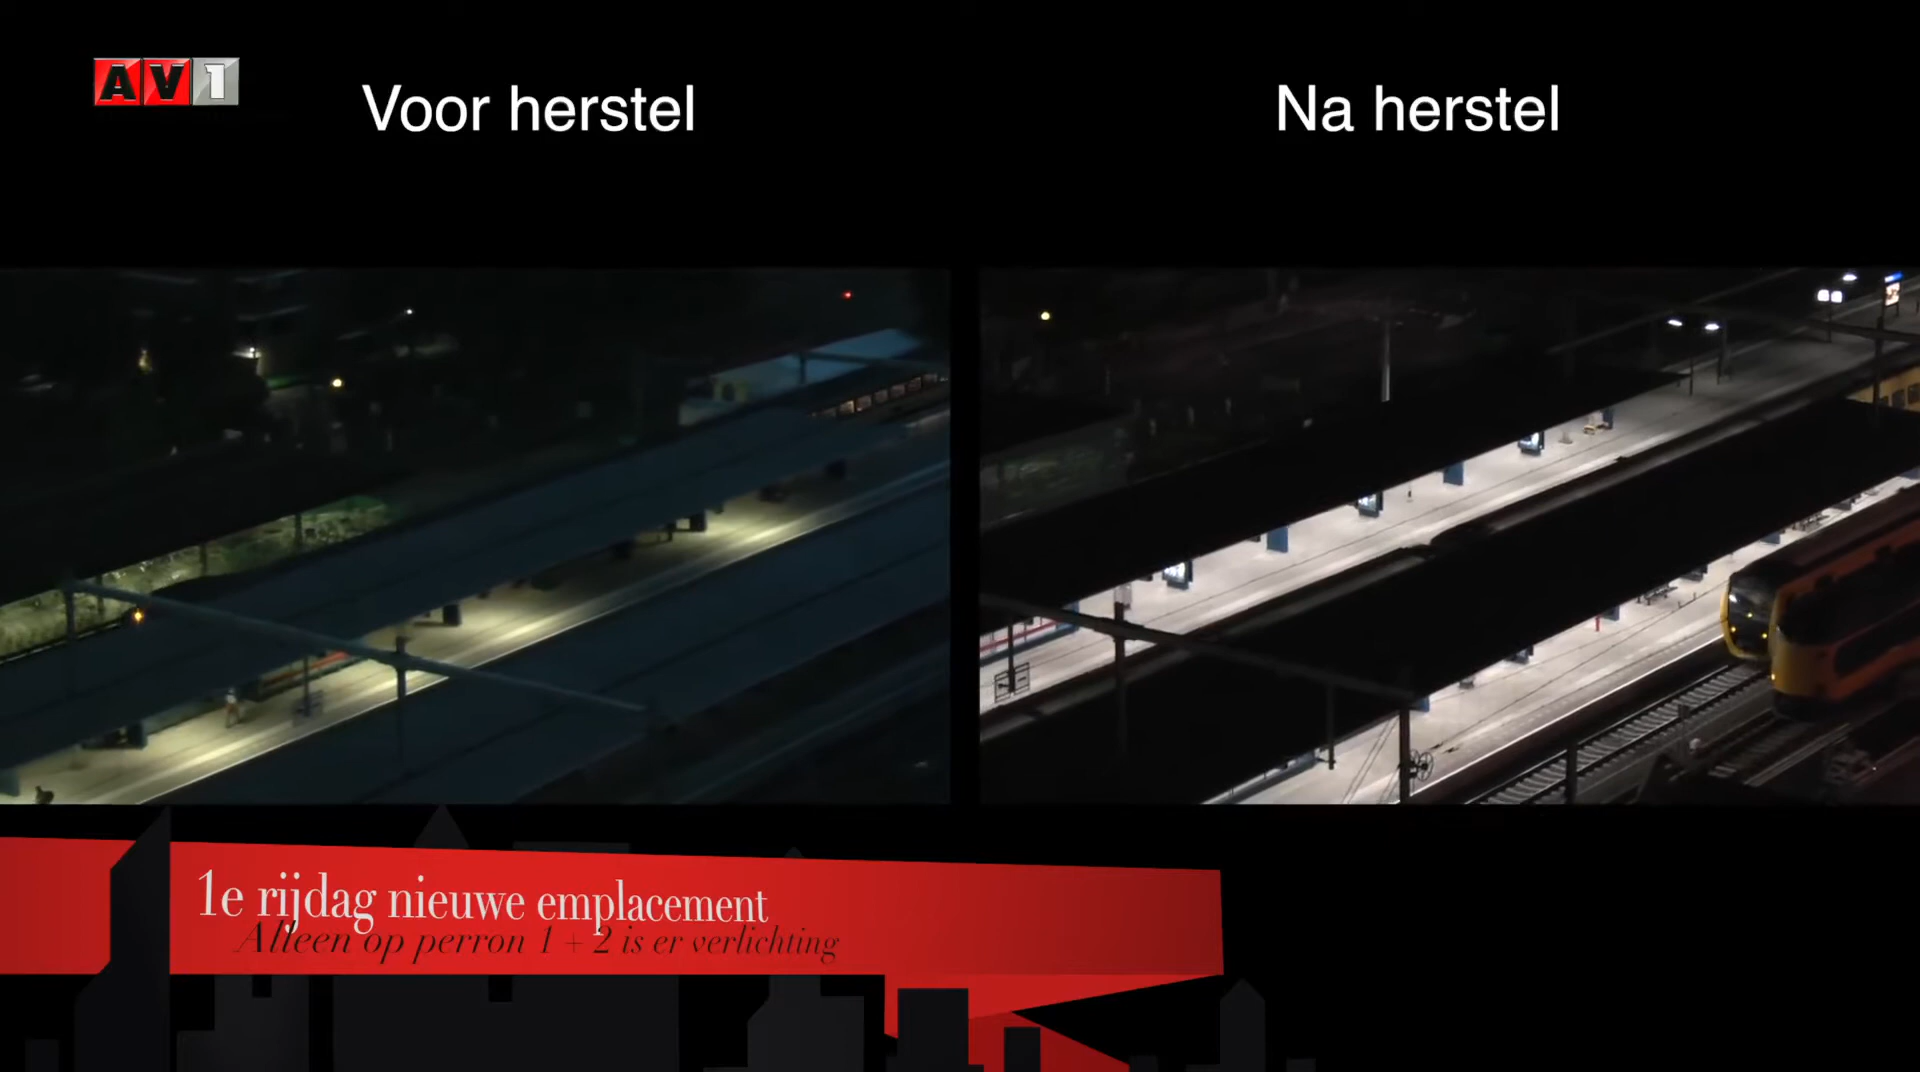 AV1
Voor herstel
Na herstel
1e rijdag nieuwe emplacement
Alleen op perron 1 + 2 is er verlichting